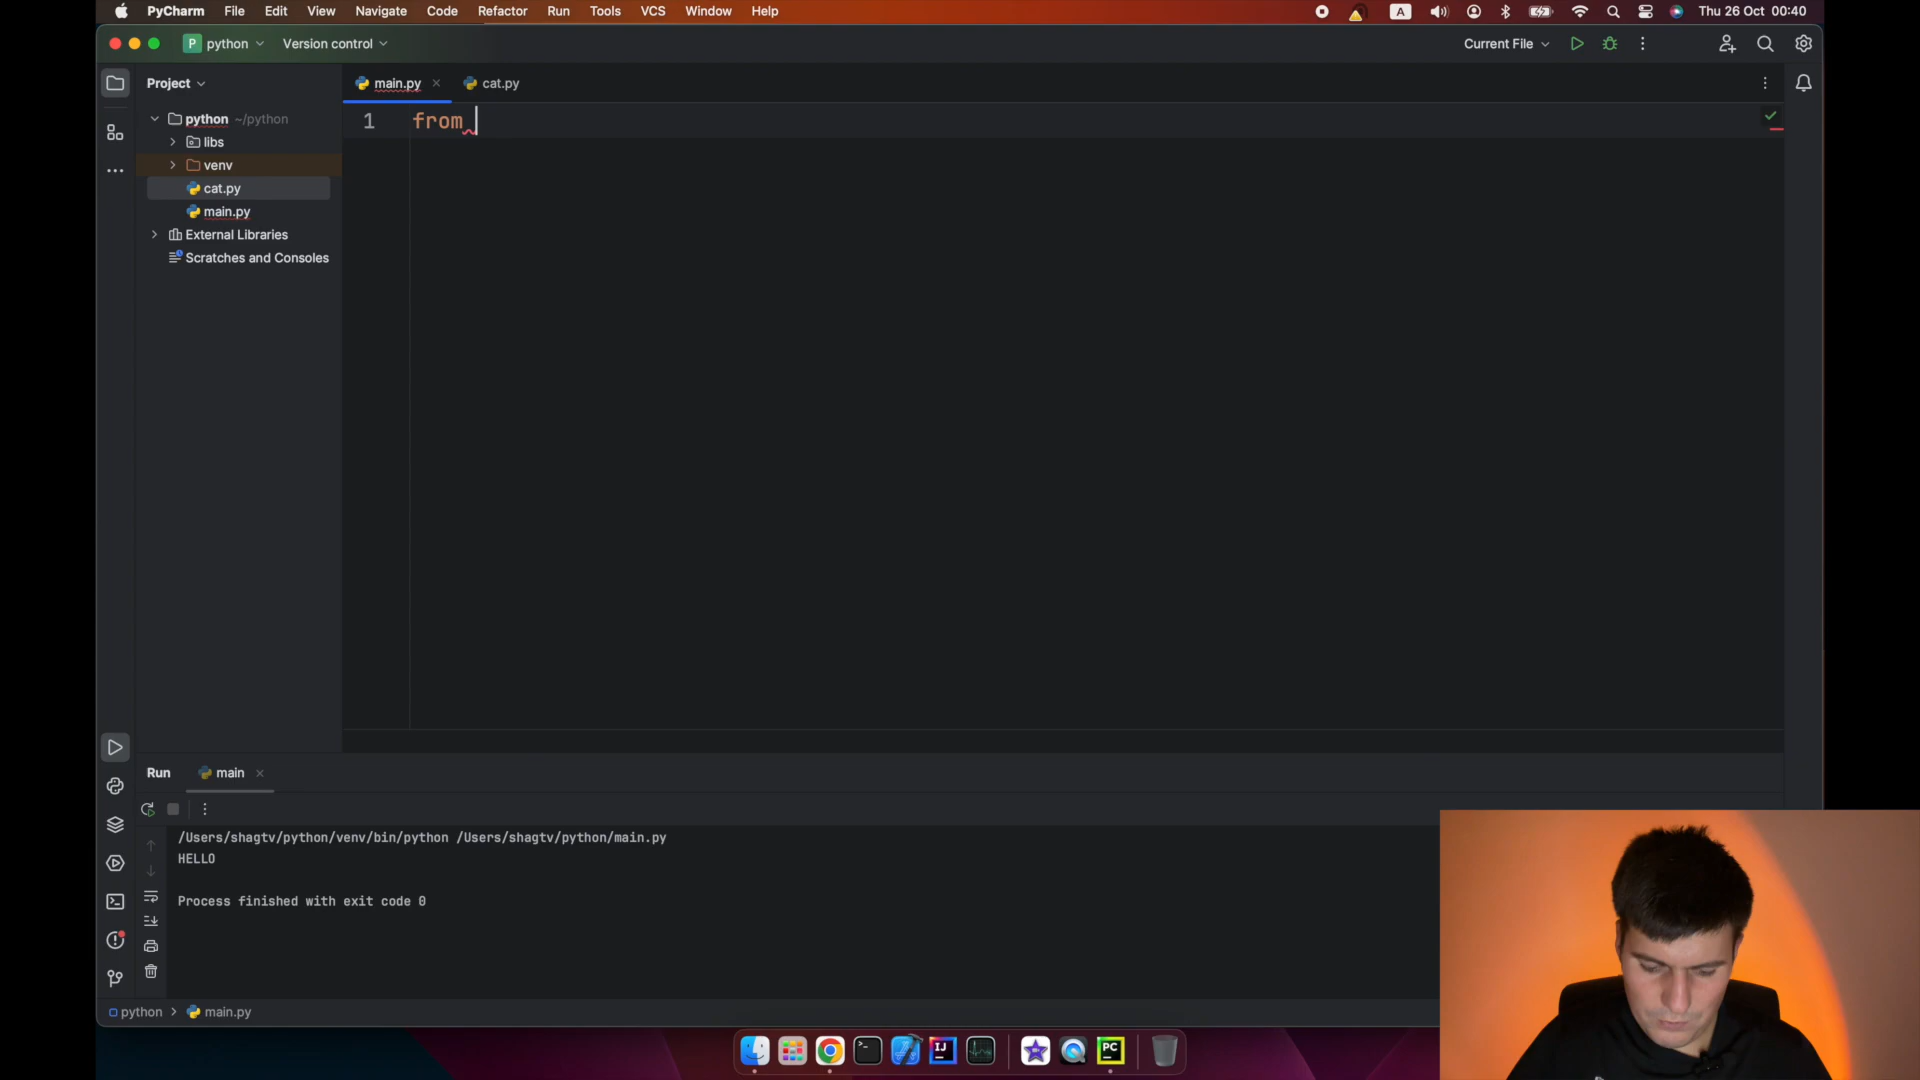 PyCharm File Edit View Navigate Code Refactor Run Tools VCS Window Help A Thu 26 Oct 00:40
P python Version control Current File
Project
main.py cat.py
python ~/python
libs
venv
cat.py
main.py
External Libraries
Scratches and Consoles
1 from
Run main
/Users/shagtv/python/venv/bin/python /Users/shagtv/python/main.py
HELLO
Process finished with exit code 0
python main.py
IJ PC